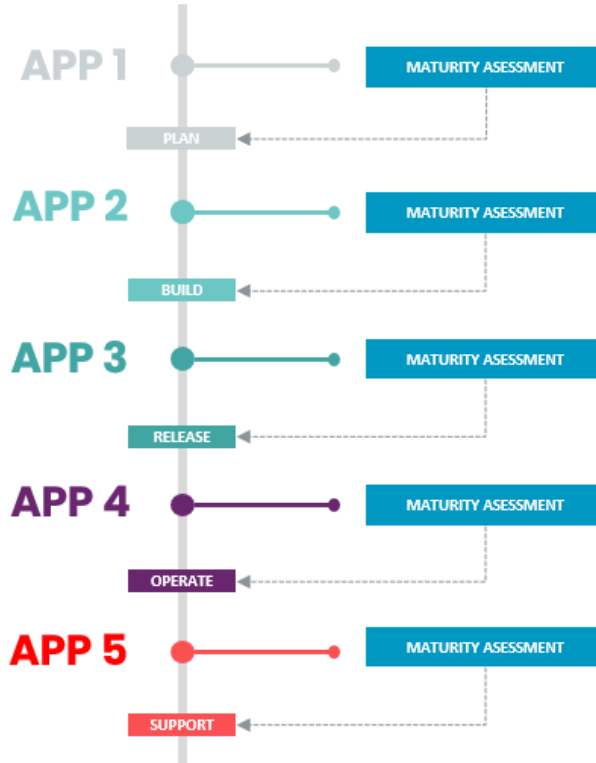 APP 1
MATURITY ASESSMENT
PLAN
APP 2
MATURITY ASESSMENT
BUILD
APP 3
MATURITY ASESSMENT
RELEASE
APP 4
MATURITY ASESSMENT
OPERATE
APP 5
MATURITY ASESSMENT
SUPPORT